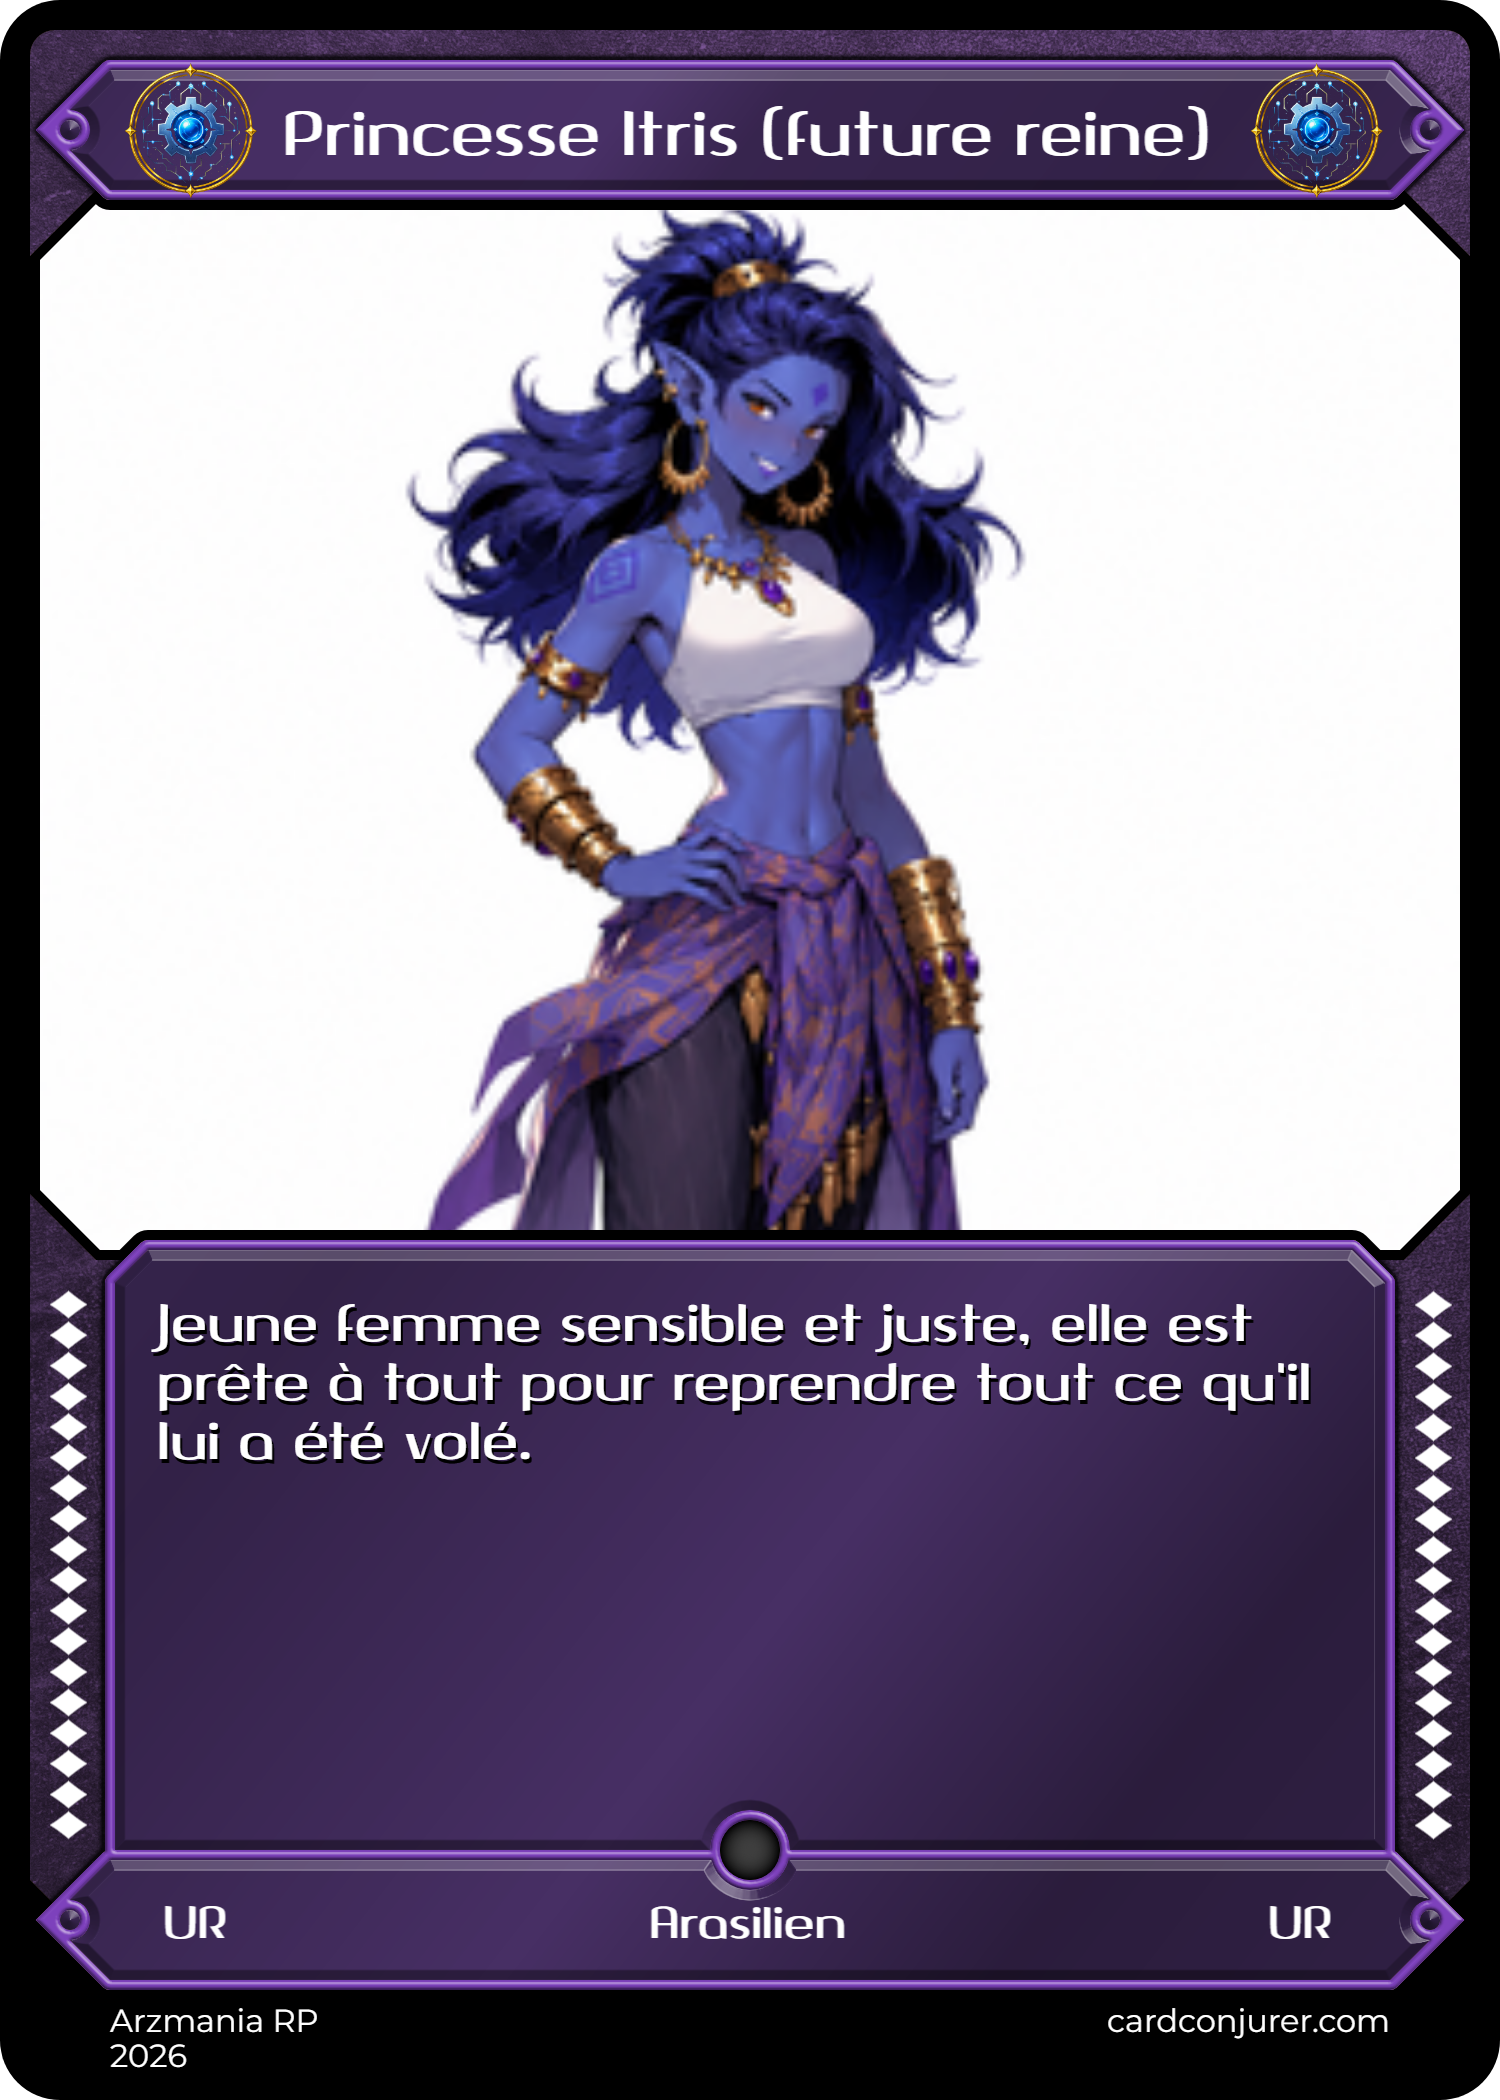 Princesse Itris (future reine)
Jeune femme sensible et juste, elle est
prête à tout pour reprendre tout ce qu'il
lui a été volé.
UR Arasilien UR
Arzmania RP cardconjurer.com
2026